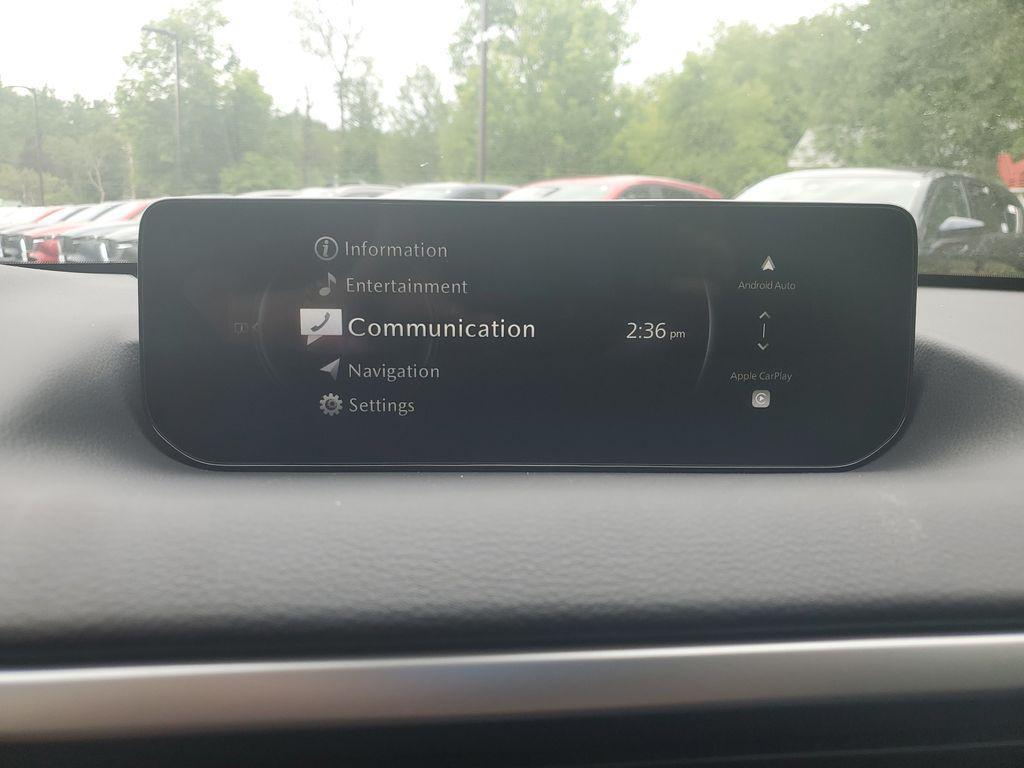 Information
Entertainment
Communication
Navigation
Settings
2:36 pm
Android Auto
Apple CarPlay